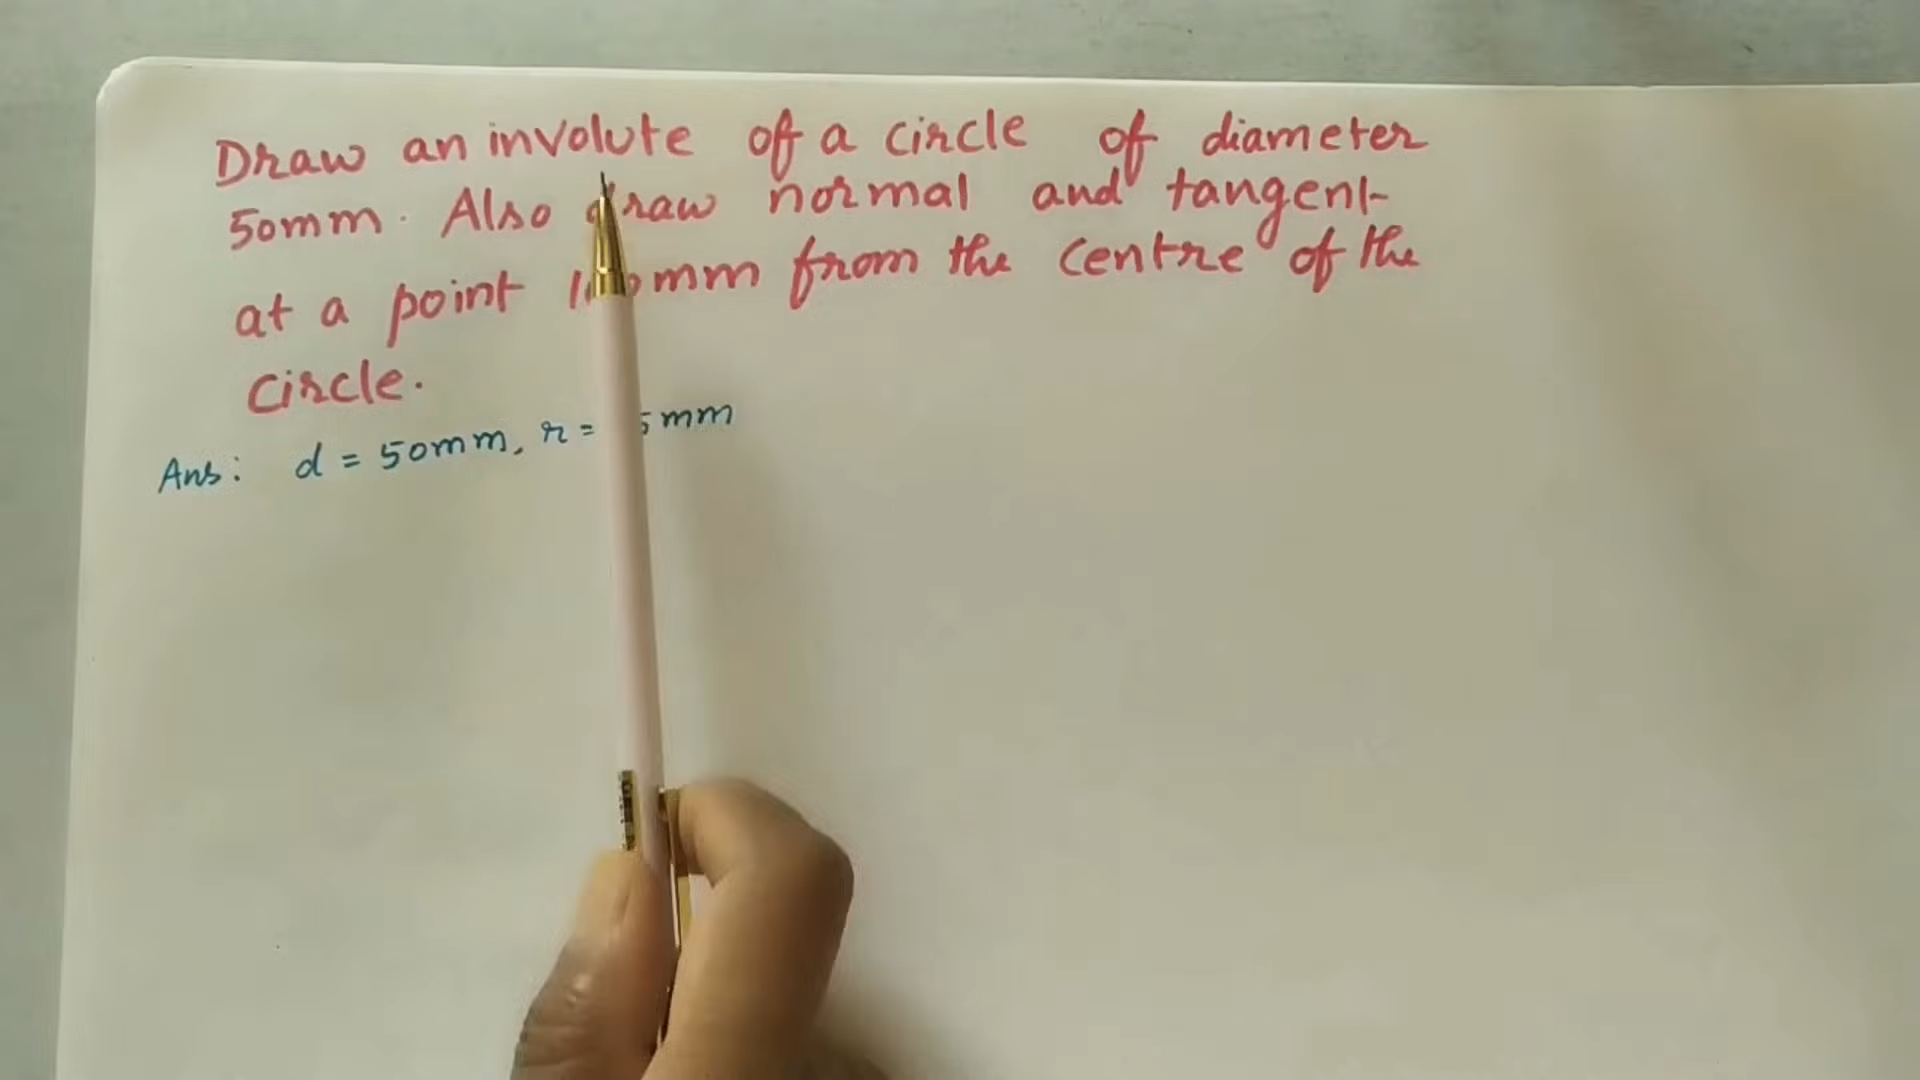 Draw an involute of a circle of diameter
50mm. Also draw normal and tangent
at a point mm from the centre of the
circle.
Ans: d = 50mm, r = 5mm